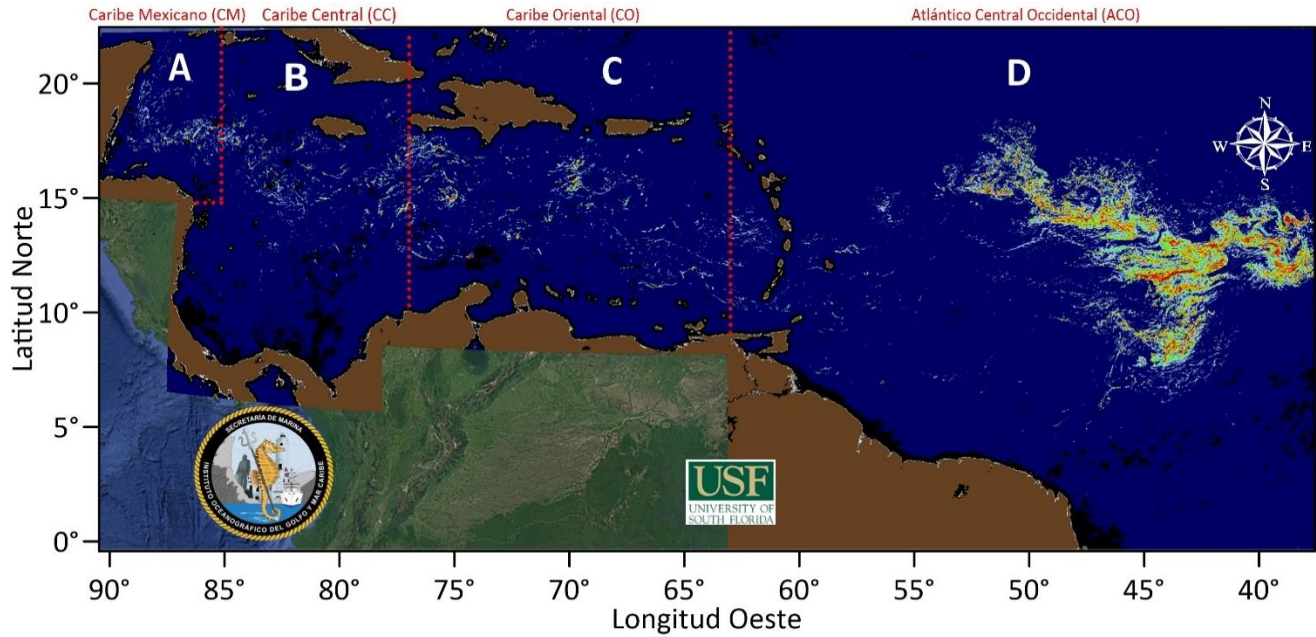 Caribe Mexicano (CM) Caribe Central (CC) Caribe Oriental (CO) Atlántico Central Occidental (ACO)
A B C D
N
W E
S
20°
15°
10°
5°
0°
Latitud Norte
SECRETARÍA DE MARINA
INSTITUTO OCEANOGRÁFICO DEL GOLFO Y MAR CARIBE
USF
UNIVERSITY OF
SOUTH FLORIDA
90° 85° 80° 75° 70° 65° 60° 55° 50° 45° 40°
Longitud Oeste